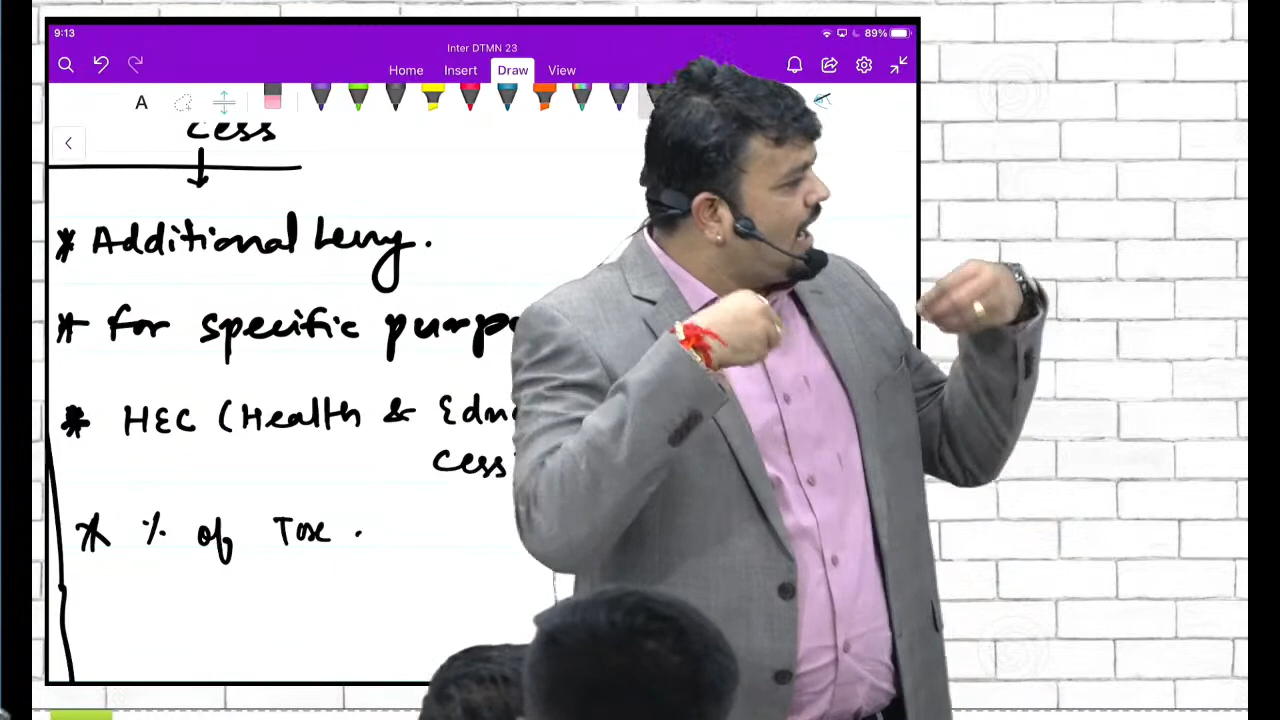 9:13
89%
Inter DTMN 23
Home Insert Draw View
A
Cess
* Additional Levy.
* for specific
* HEC (Health &
Cess
* % of Tax.